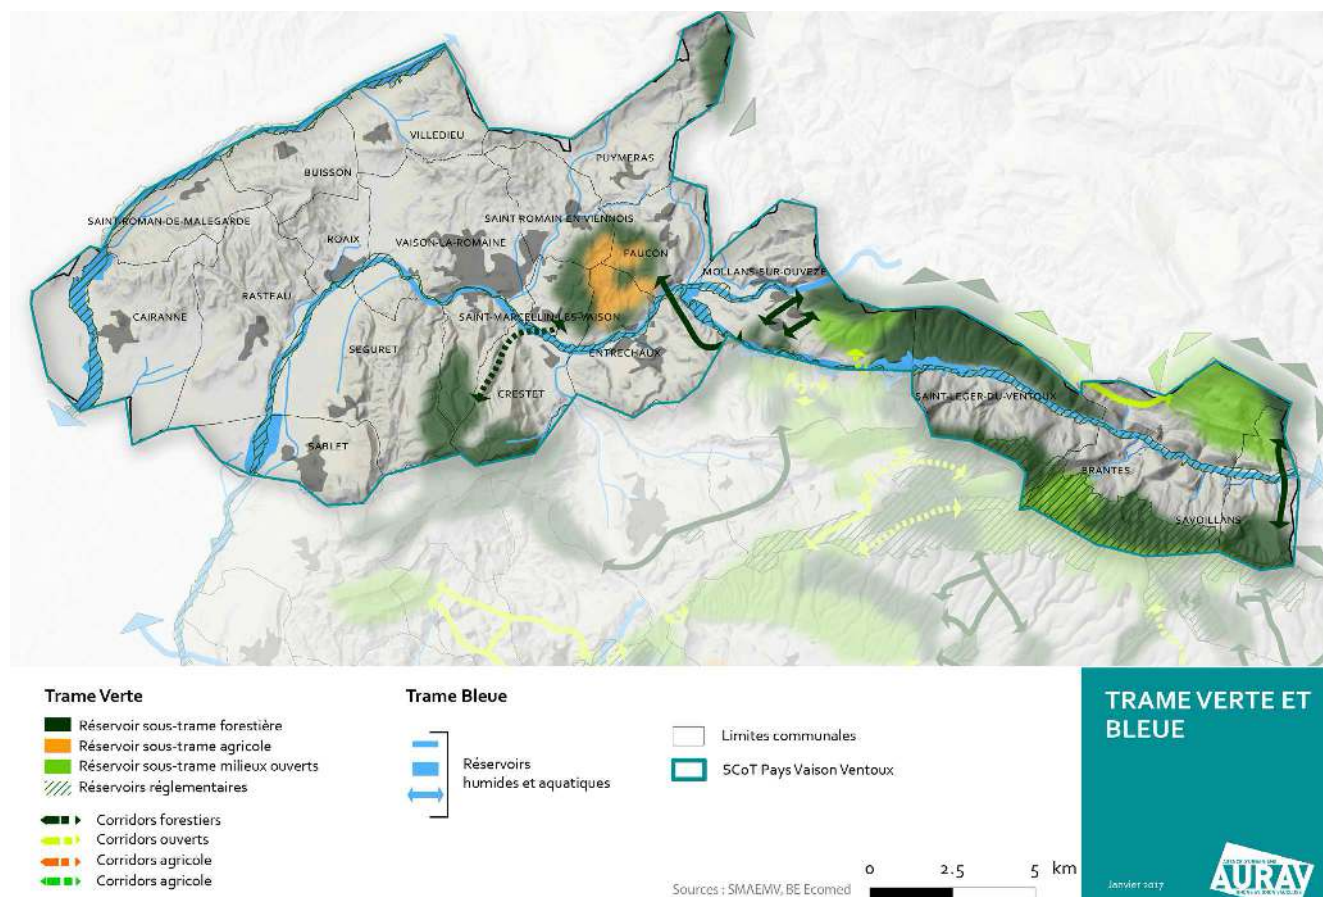 VILLEDIEU
PUYMERAS
BUISSON
SAINT-ROMAN-DE-MALEGARDE
SAINT ROMAIN EN VIENNOIS
ROAIX
VAISON-LA-ROMAINE
FAUCON
MOLLANS-SUR-OUVEZE
RASTEAU
CAIRANNE
SAINT-MARCELLIN-LES-VAISON
SEGURET
ENTRECHAUX
CRESTET
SAINT-LEGER-DU-VENTOUX
SABLET
BRANTES
SAVOILLANS
Trame Verte
Réservoir sous-trame forestière
Réservoir sous-trame agricole
Réservoir sous-trame milieux ouverts
Réservoirs réglementaires
Corridors forestiers
Corridors ouverts
Corridors agricole
Corridors agricole
Trame Bleue
Réservoirs
humides et aquatiques
Limites communales
SCoT Pays Vaison Ventoux
Sources : SMAEMV, BE Ecomed
0 2.5 5 km
TRAME VERTE ET
BLEUE
Janvier 2017
AURAV